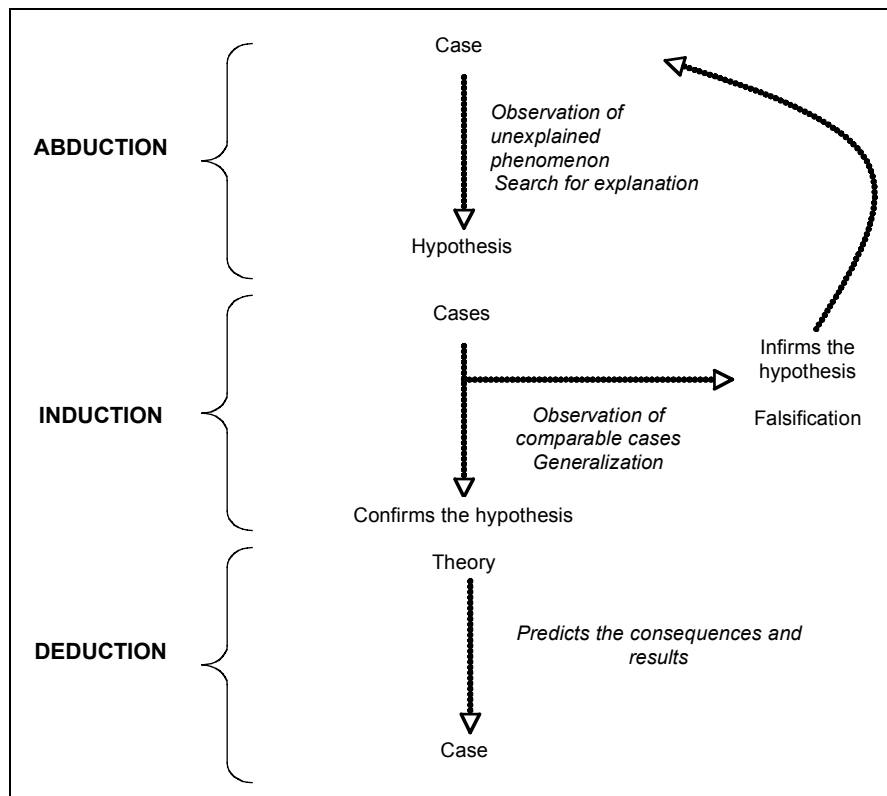 Case
Observation of
unexplained
phenomenon
Search for explanation
ABDUCTION
Hypothesis
Cases
Infirms the
hypothesis
Falsification
INDUCTION
Observation of
comparable cases
Generalization
Confirms the hypothesis
Theory
Predicts the consequences and
results
DEDUCTION
Case